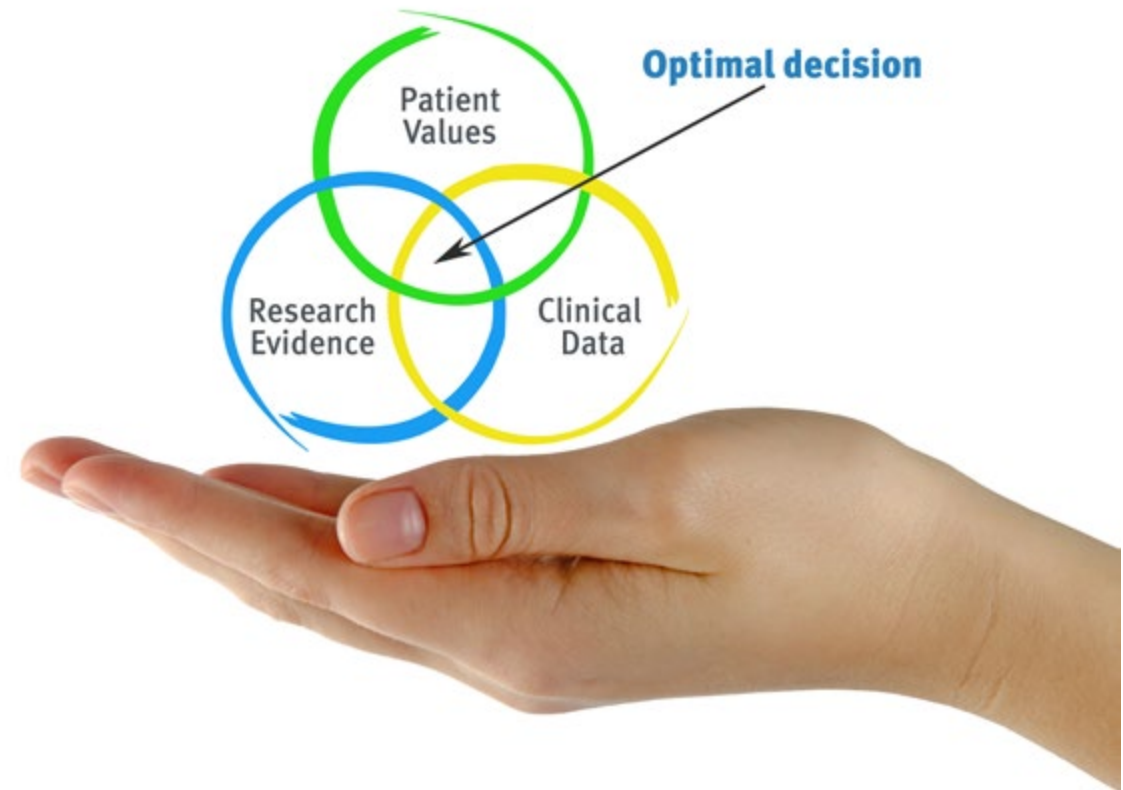 Optimal decision
Patient
Values
Research
Evidence
Clinical
Data